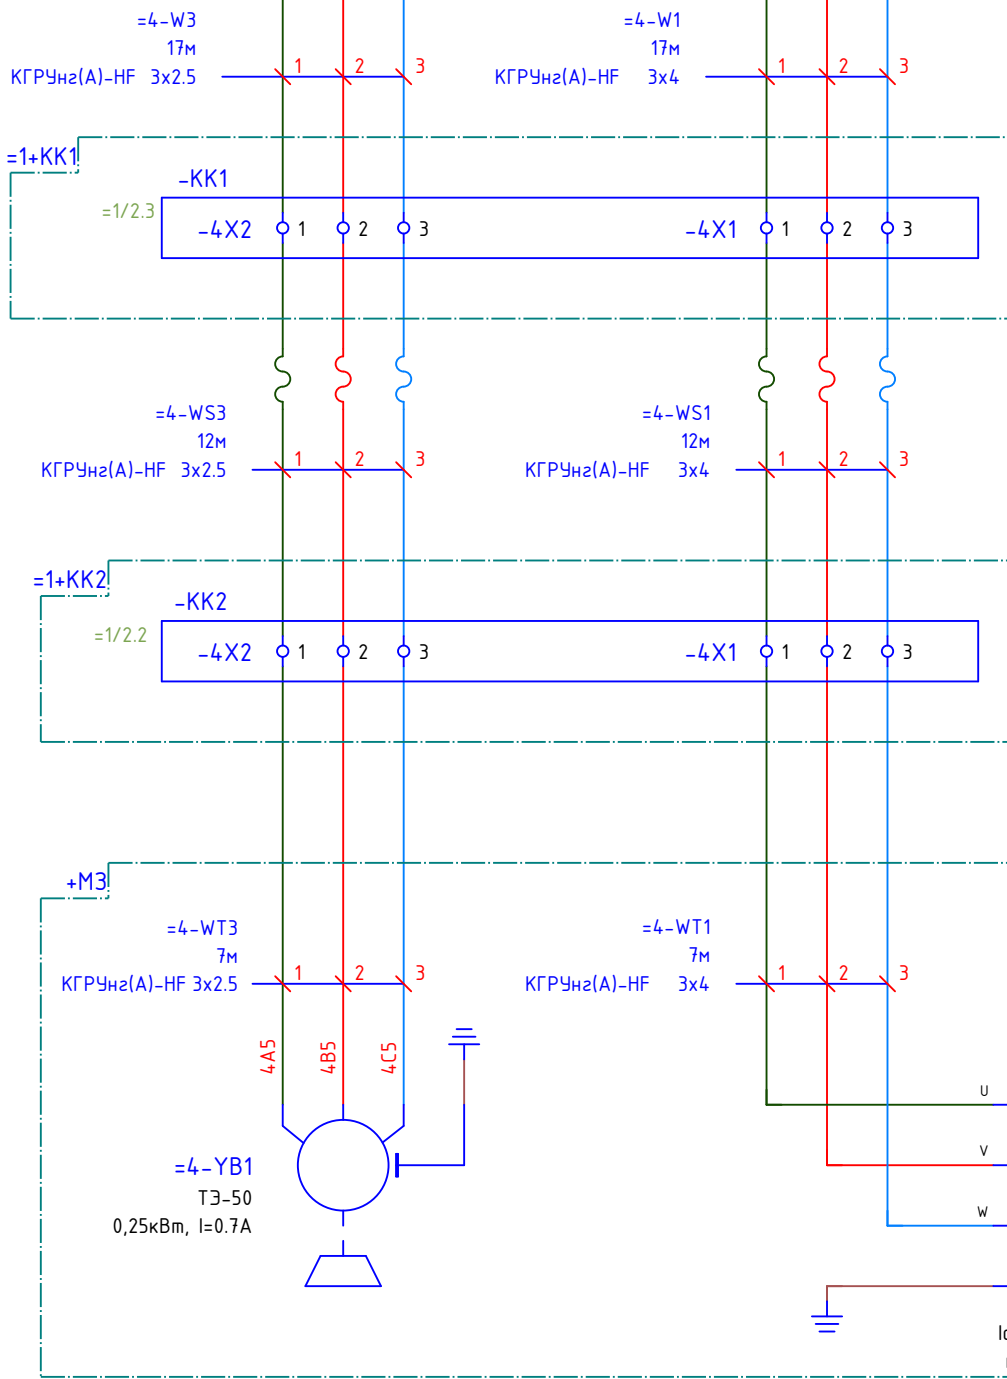 =4-W3
17м
КГРУнг(А)-HF 3x2.5
1 2 3
=4-W1
17м
КГРУнг(А)-HF 3x4
1 2 3
=1+KK1
-KK1
=1/2.3
-4X2 1 2 3
-4X1 1 2 3
=4-WS3
12м
КГРУнг(А)-HF 3x2.5
1 2 3
=4-WS1
12м
КГРУнг(А)-HF 3x4
1 2 3
=1+KK2
-KK2
=1/2.2
-4X2 1 2 3
-4X1 1 2 3
+M3
=4-WT3
7м
КГРУнг(А)-HF 3x2.5
1 2 3
=4-WT1
7м
КГРУнг(А)-HF 3x4
1 2 3
4A5
4B5
4C5
U
V
W
=4-YB1
ТЭ-50
0,25кВт, I=0.7А